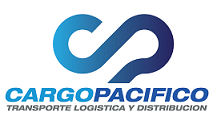 CARGOPACIFICO
TRANSPORTE LOGISTICA Y DISTRIBUCION